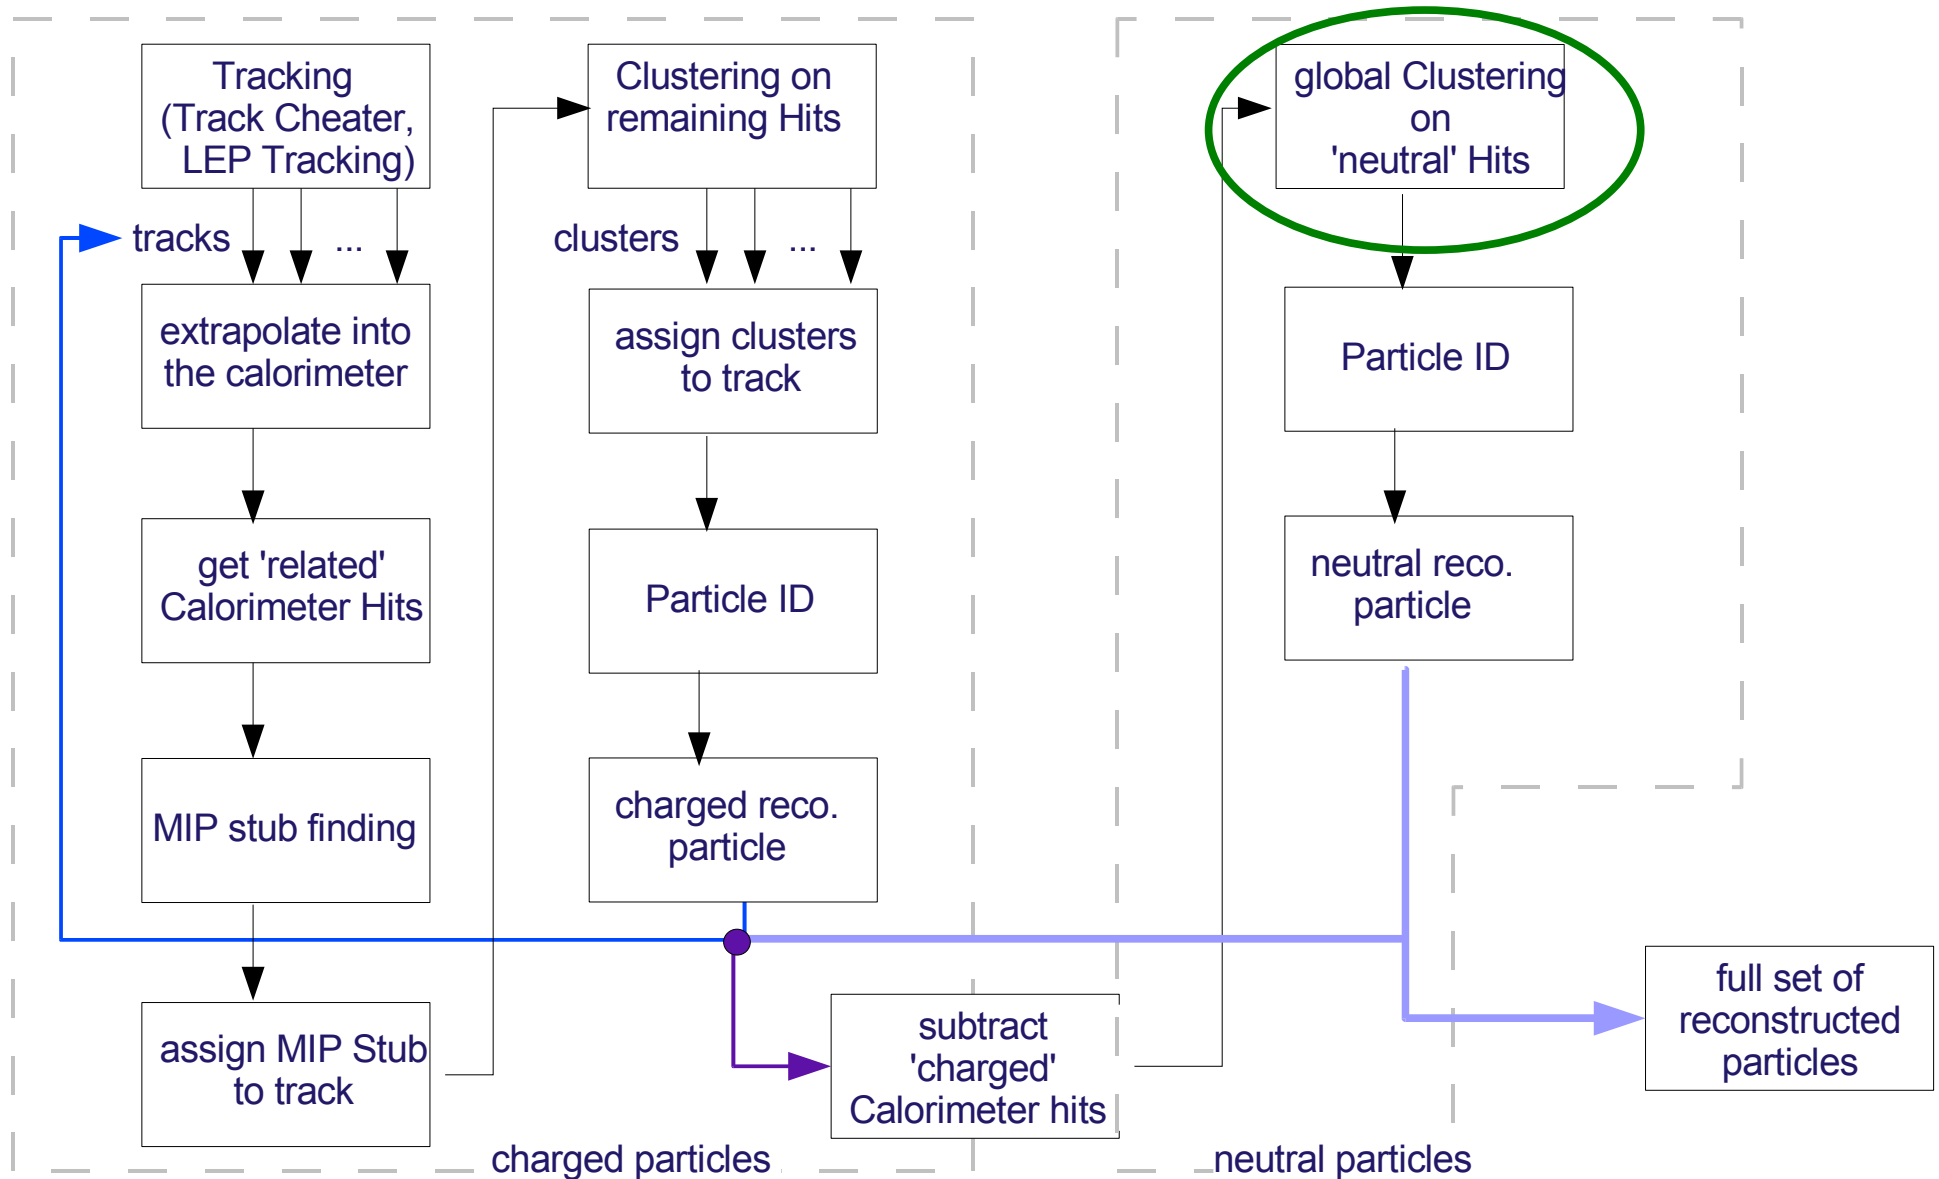 Tracking
(Track Cheater,
LEP Tracking)
tracks
...
extrapolate into
the calorimeter
get 'related'
Calorimeter Hits
MIP stub finding
assign MIP Stub
to track
Clustering on
remaining Hits
clusters
...
assign clusters
to track
Particle ID
charged reco.
particle
subtract
'charged'
Calorimeter hits
charged particles
global Clustering
on
'neutral' Hits
Particle ID
neutral reco.
particle
neutral particles
full set of
reconstructed
particles